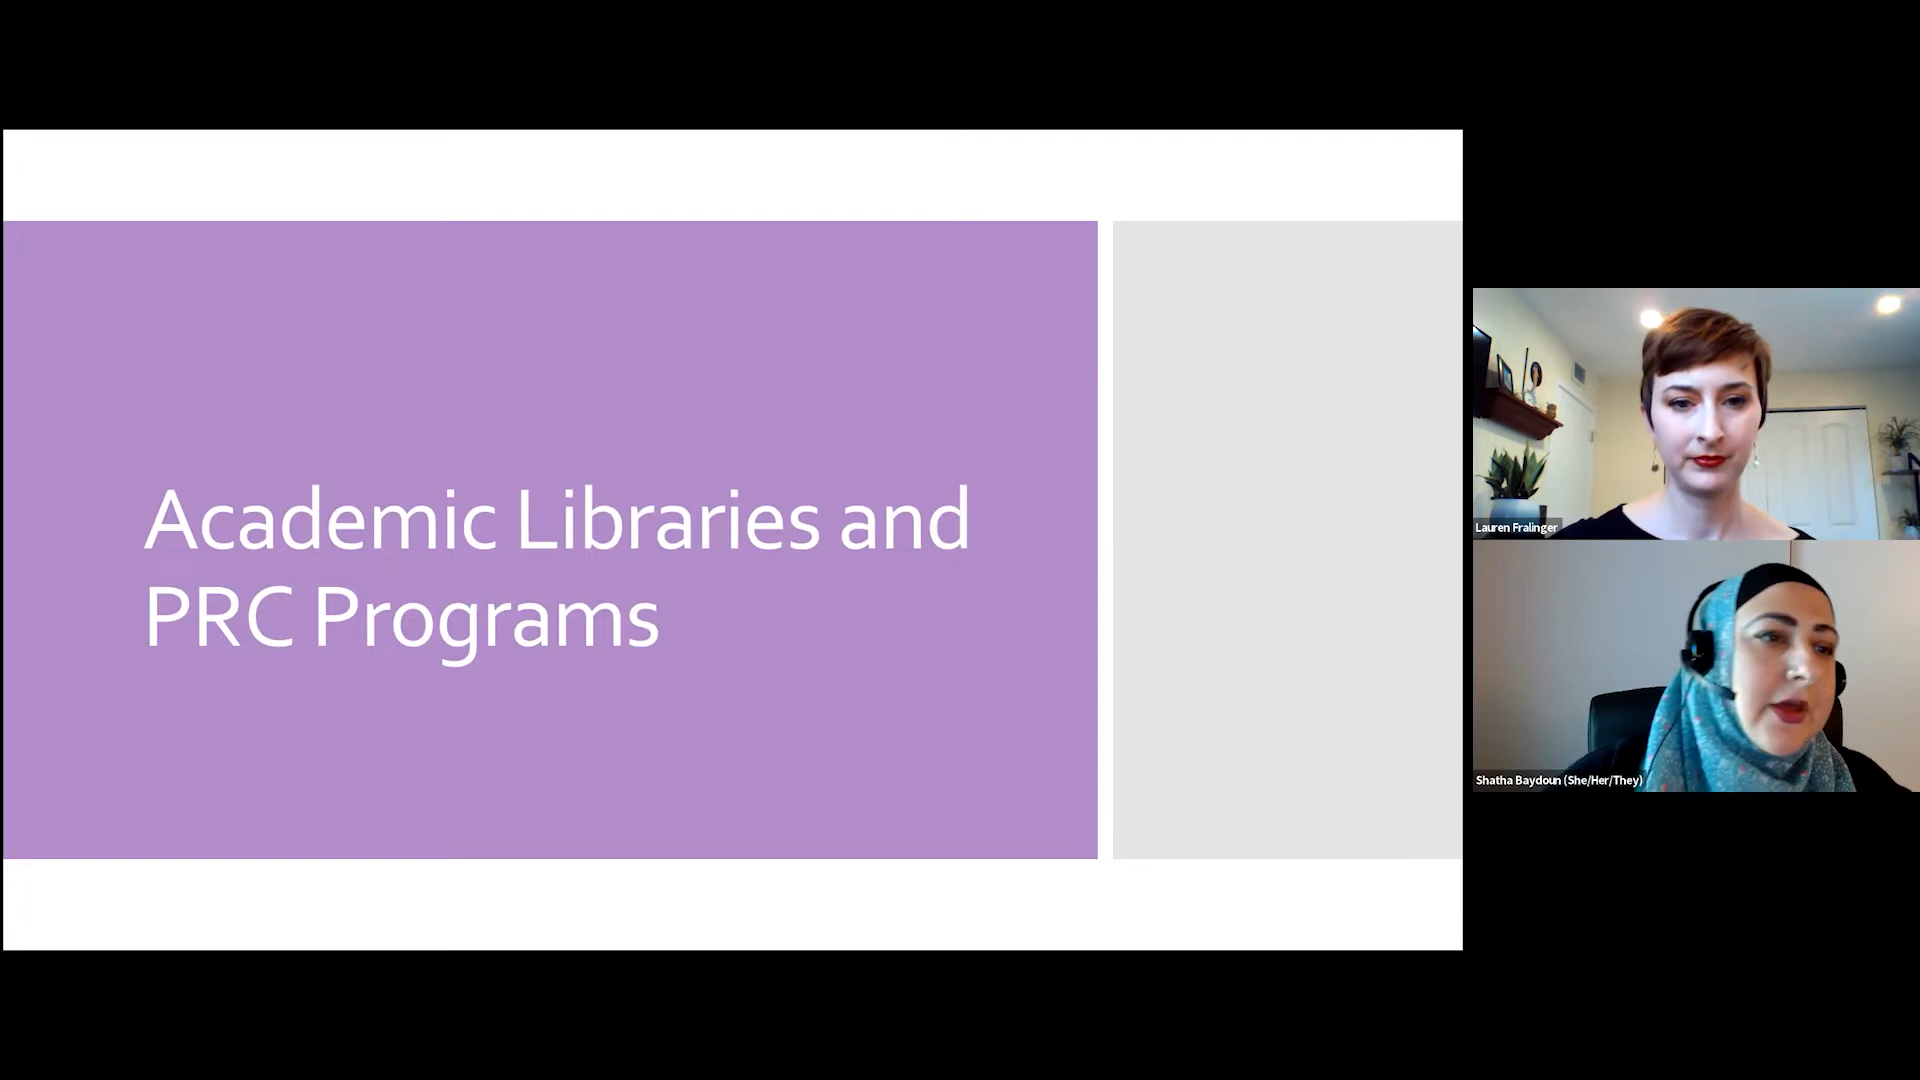 Academic Libraries and
PRC Programs
Lauren Fralinger
Shatha Baydoun (She/Her/They)